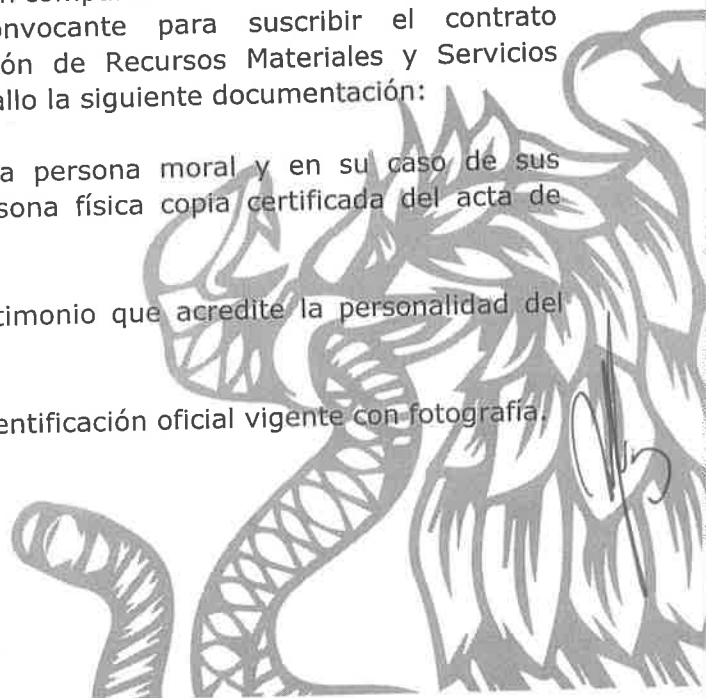 onvocante para suscribir el contrato
ón de Recursos Materiales y Servicios
allo la siguiente documentación:
a persona moral y en su caso de sus
sona física copia certificada del acta de
timonio que acredite la personalidad del
entificación oficial vigente con fotografía.